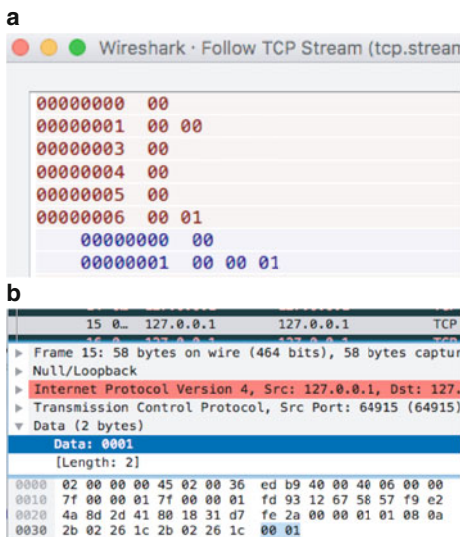 a
Wireshark · Follow TCP Stream (tcp.stream
00000000 00
00000001 00 00
00000003 00
00000004 00
00000005 00
00000006 00 01
00000000 00
00000001 00 00 01
b
15 0… 127.0.0.1 127.0.0.1 TCP
Frame 15: 58 bytes on wire (464 bits), 58 bytes captur
Null/Loopback
Internet Protocol Version 4, Src: 127.0.0.1, Dst: 127.
Transmission Control Protocol, Src Port: 64915 (64915)
Data (2 bytes)
Data: 0001
[Length: 2]
0000 02 00 00 00 45 02 00 36 ed b9 40 00 40 06 00 00
0010 7f 00 00 01 7f 00 00 01 fd 93 12 67 58 57 f9 e2
0020 4a 8d 2d 41 80 18 31 d7 fe 2a 00 00 01 01 08 0a
0030 2b 02 26 1c 2b 02 26 1c 00 01